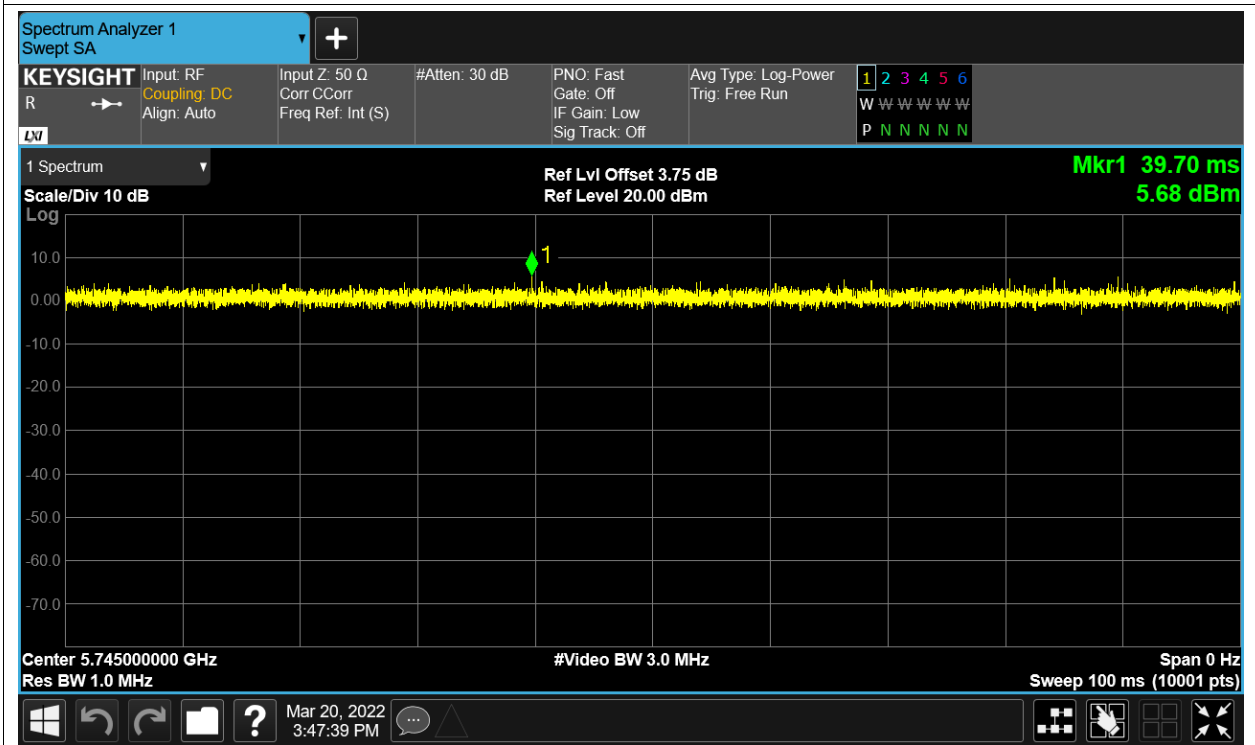 Spectrum Analyzer 1
Swept SA
KEYSIGHT
R
LXI
Input: RF
Coupling: DC
Align: Auto
Input Z: 50 Ω
Corr CCorr
Freq Ref: Int (S)
#Atten: 30 dB
PNO: Fast
Gate: Off
IF Gain: Low
Sig Track: Off
Avg Type: Log-Power
Trig: Free Run
1 2 3 4 5 6
W W W W W W
P N N N N N
1 Spectrum
Scale/Div 10 dB
Log
Ref Lvl Offset 3.75 dB
Ref Level 20.00 dBm
Mkr1 39.70 ms
5.68 dBm
1
10.0
0.00
-10.0
-20.0
-30.0
-40.0
-50.0
-60.0
-70.0
Center 5.745000000 GHz
#Video BW 3.0 MHz
Span 0 Hz
Res BW 1.0 MHz
Sweep 100 ms (10001 pts)
?
Mar 20, 2022
3:47:39 PM